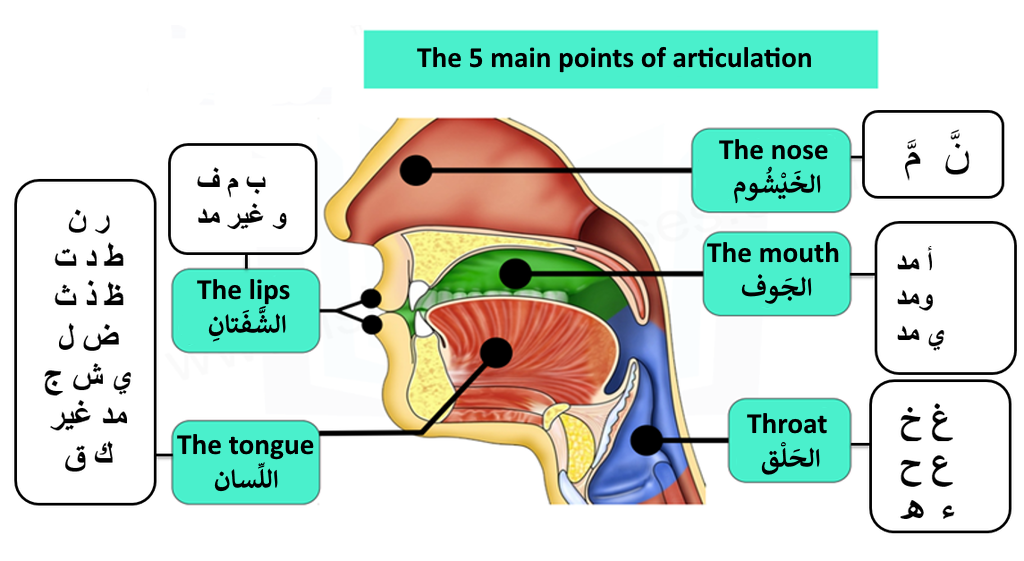 The 5 main points of articulation
The nose
الخَيْشُوم
نَّ مَّ
The mouth
الجَوف
أ مد
ومد
ي مد
Throat
الحَلْق
غ خ
ع ح
ء ه
The lips
الشَّفَتانِ
ب م ف
و غير مد
The tongue
اللِّسان
ر ن
ط د ت
ظ ذ ث
ض ل
ي ش ج
مد غير
ك ق